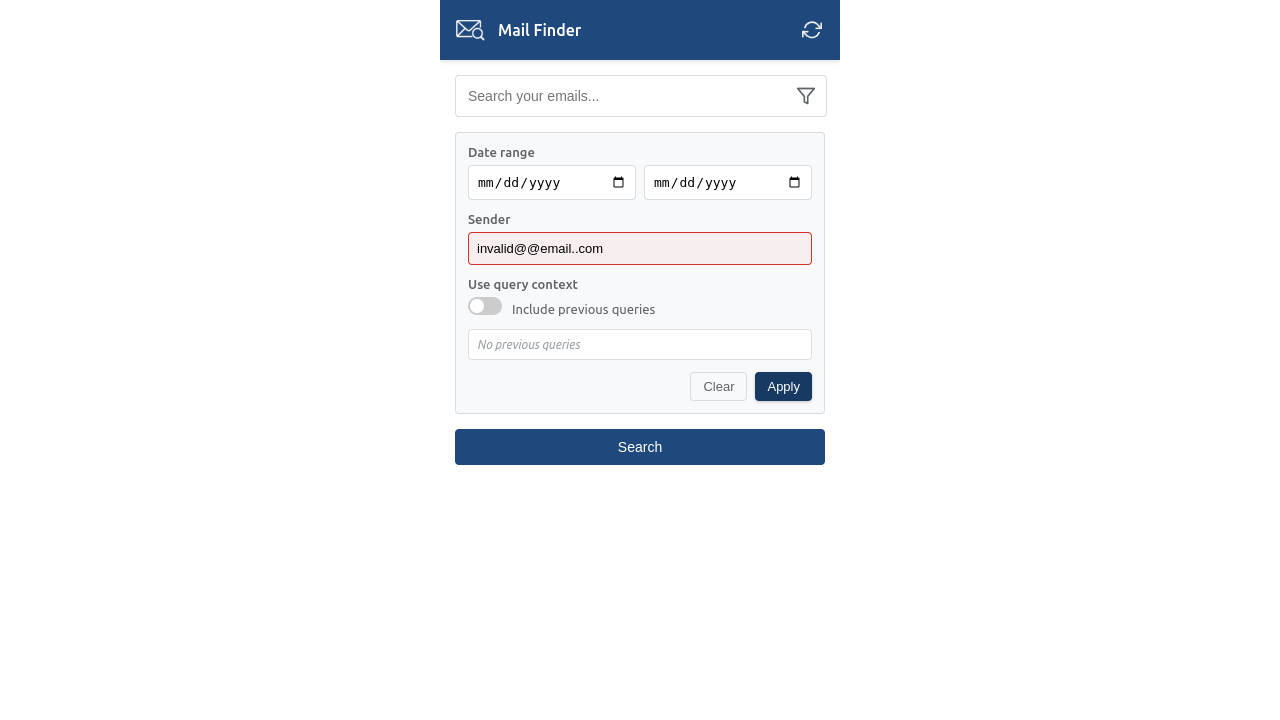 Mail Finder
Search your emails...
Date range
mm/dd/yyyy mm/dd/yyyy
Sender
invalid@@email..com
Use query context
Include previous queries
No previous queries
Clear Apply
Search